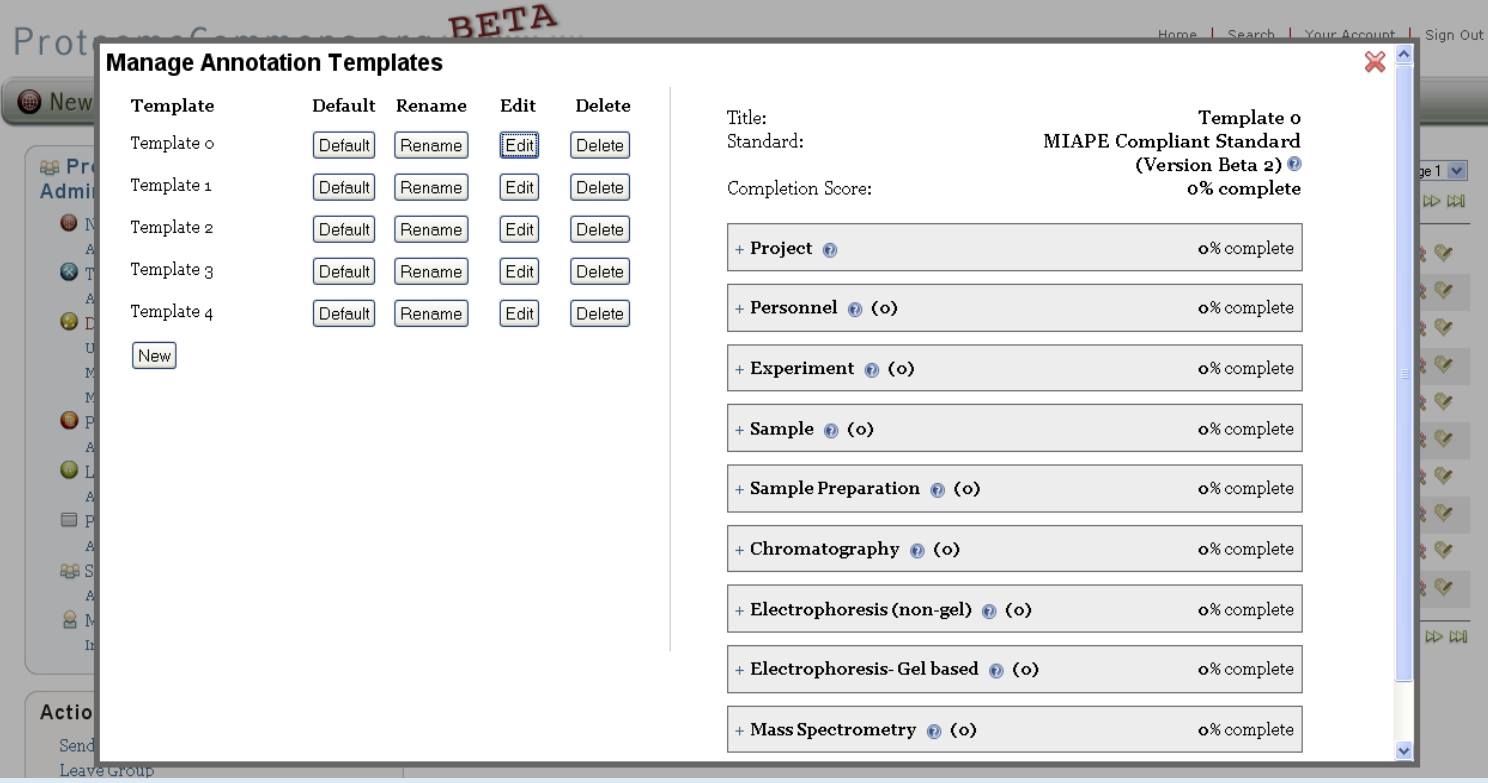 BETA
Home | Search | Your Account | Sign Out
Manage Annotation Templates
New
Template Default Rename Edit Delete
Template 0 Default Rename Edit Delete
Template 1 Default Rename Edit Delete
Template 2 Default Rename Edit Delete
Template 3 Default Rename Edit Delete
Template 4 Default Rename Edit Delete
New
Title: Template 0
Standard: MIAPE Compliant Standard
(Version Beta 2)
Completion Score: 0% complete
+ Project 0% complete
+ Personnel (0) 0% complete
+ Experiment (0) 0% complete
+ Sample (0) 0% complete
+ Sample Preparation (0) 0% complete
+ Chromatography (0) 0% complete
+ Electrophoresis (non-gel) (0) 0% complete
+ Electrophoresis- Gel based (0) 0% complete
+ Mass Spectrometry (0) 0% complete
Send
Leave Group